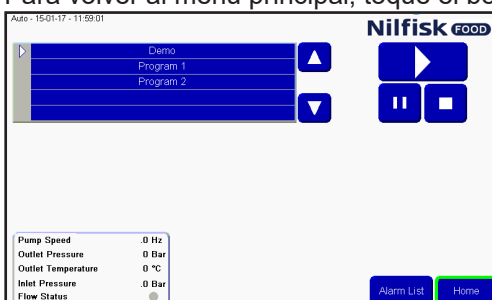 Para volver al menú principal, toque el bo
Auto - 15-01-17 - 11:59:01
Nilfisk FOOD
Demo
Program 1
Program 2
Pump Speed .0 Hz
Outlet Pressure 0 Bar
Outlet Temperature 0 °C
Inlet Pressure .0 Bar
Flow Status
Alarm List
Home